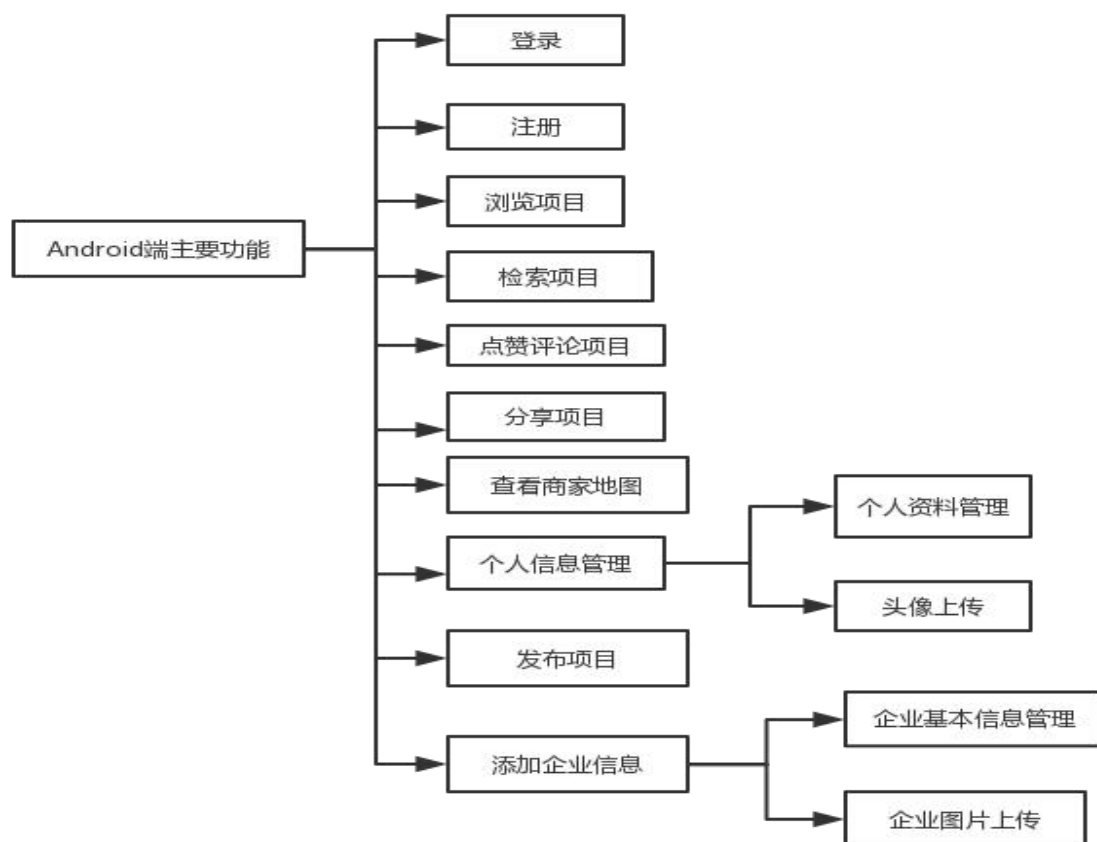 登录
注册
浏览项目
Android端主要功能
检索项目
点赞评论项目
分享项目
查看商家地图
个人资料管理
个人信息管理
头像上传
发布项目
企业基本信息管理
添加企业信息
企业图片上传